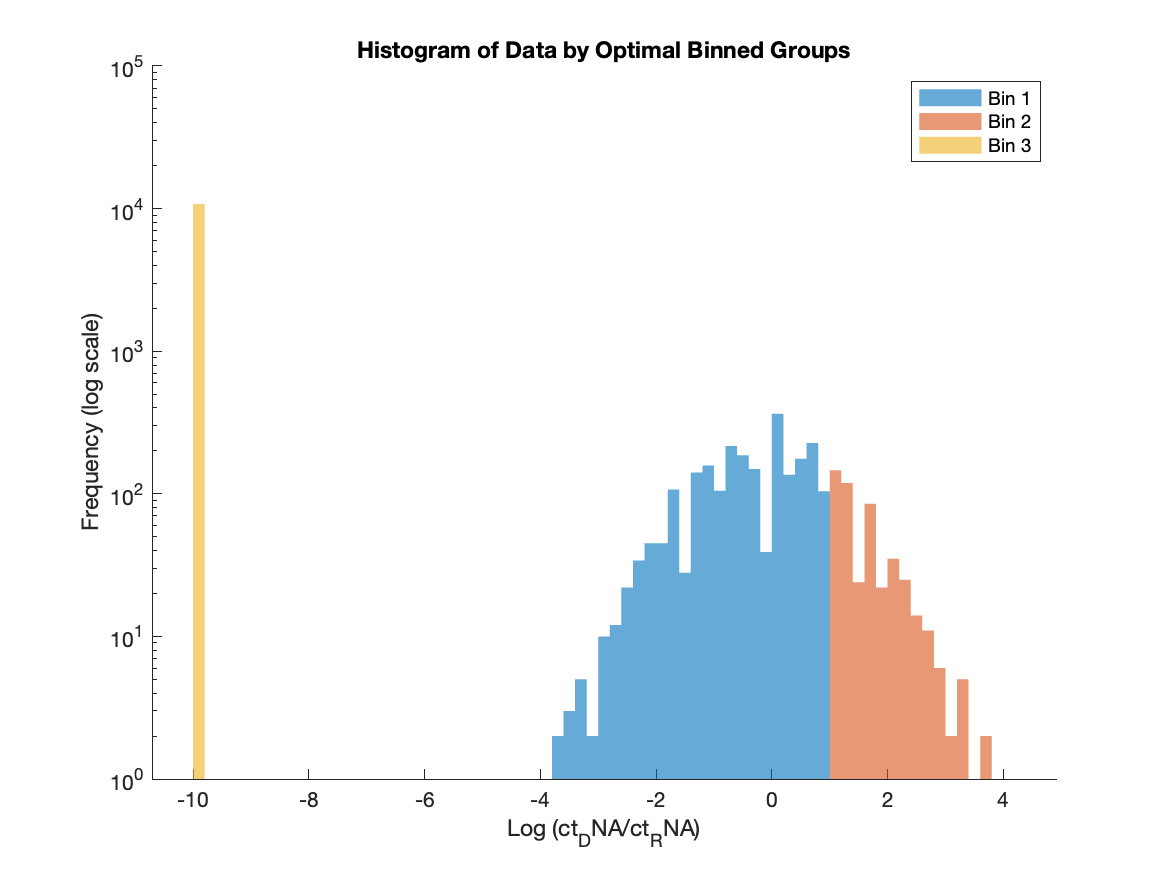 Histogram of Data by Optimal Binned Groups
10^5
10^4
10^3
10^2
10^1
10^0
Frequency (log scale)
Bin 1
Bin 2
Bin 3
-10 -8 -6 -4 -2 0 2 4
Log (ct_DNA/ct_RNA)